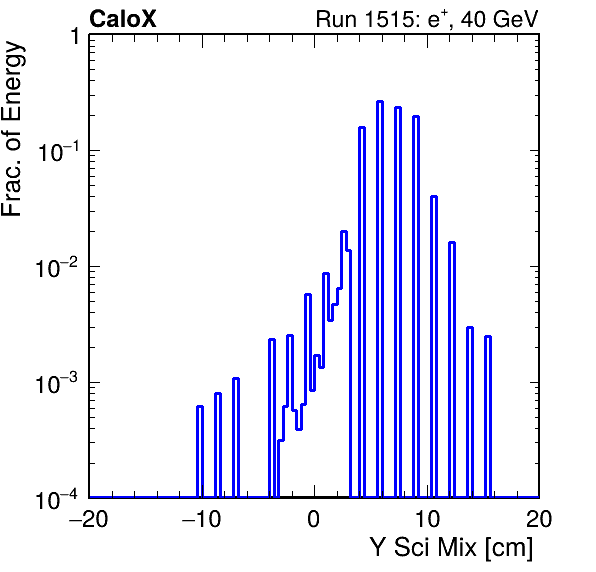 CaloX
Run 1515: e⁺, 40 GeV
Frac. of Energy
1
10⁻¹
10⁻²
10⁻³
10⁻⁴
−20 −10 0 10 20
Y Sci Mix [cm]